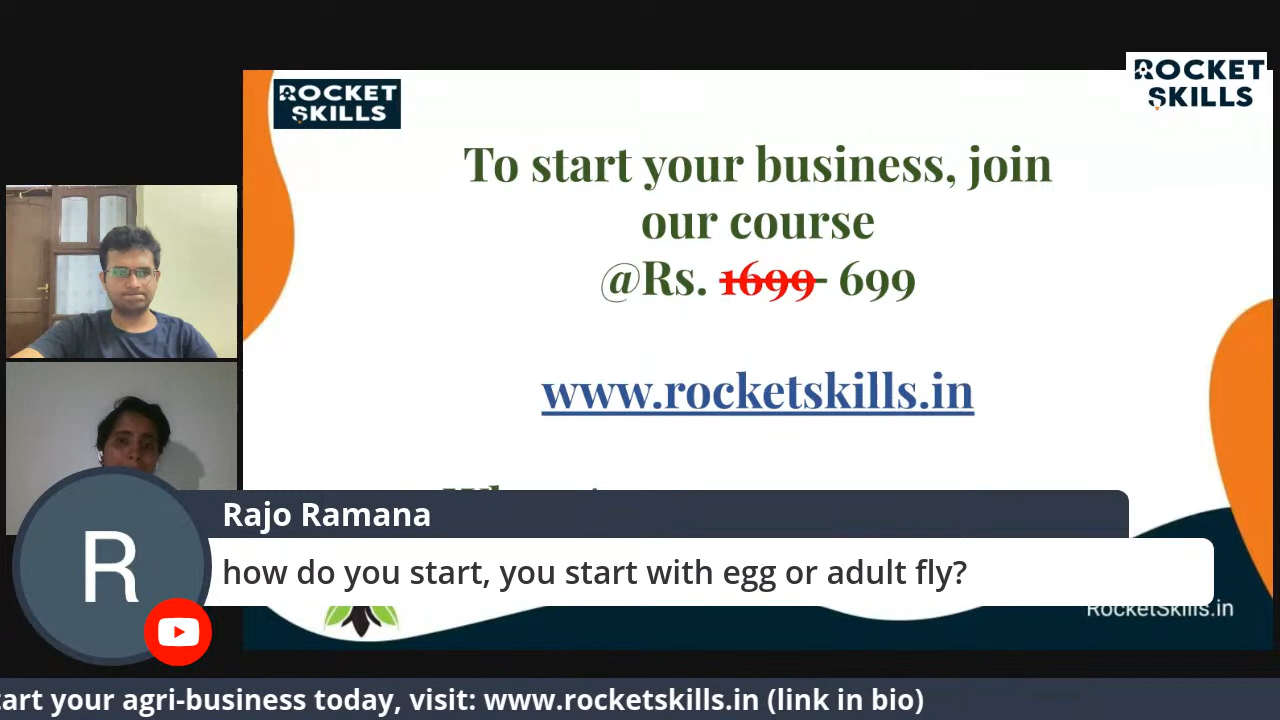 ROCKET
SKILLS
ROCKET
SKILLS
To start your business, join
our course
@Rs. 1699- 699
www.rocketskills.in
Rajo Ramana
R
how do you start, you start with egg or adult fly?
RocketSkills.in
tart your agri-business today, visit: www.rocketskills.in (link in bio)